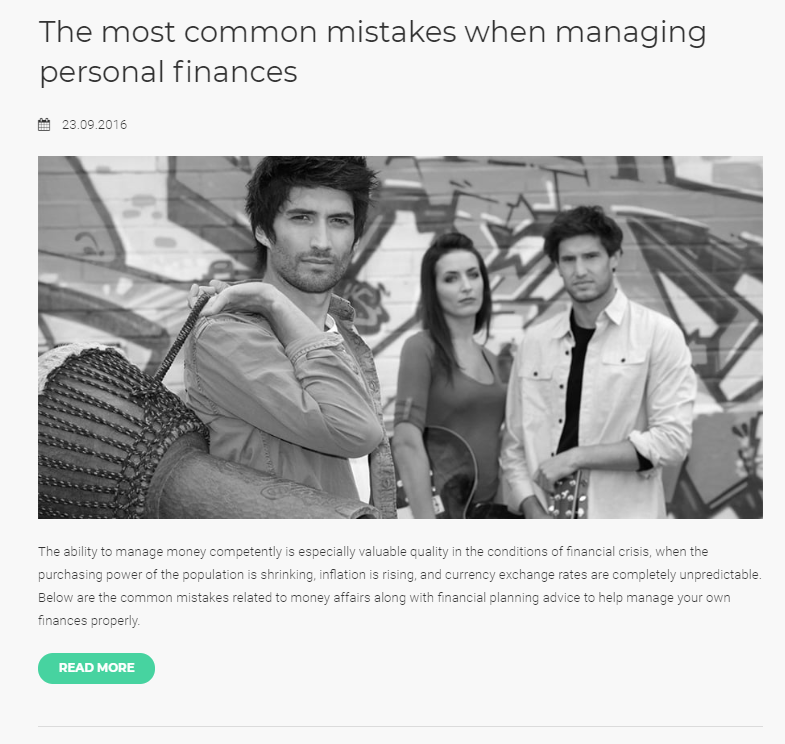 The most common mistakes when managing
personal finances
23.09.2016
The ability to manage money competently is especially valuable quality in the conditions of financial crisis, when the
purchasing power of the population is shrinking, inflation is rising, and currency exchange rates are completely unpredictable.
Below are the common mistakes related to money affairs along with financial planning advice to help manage your own
finances properly.
READ MORE